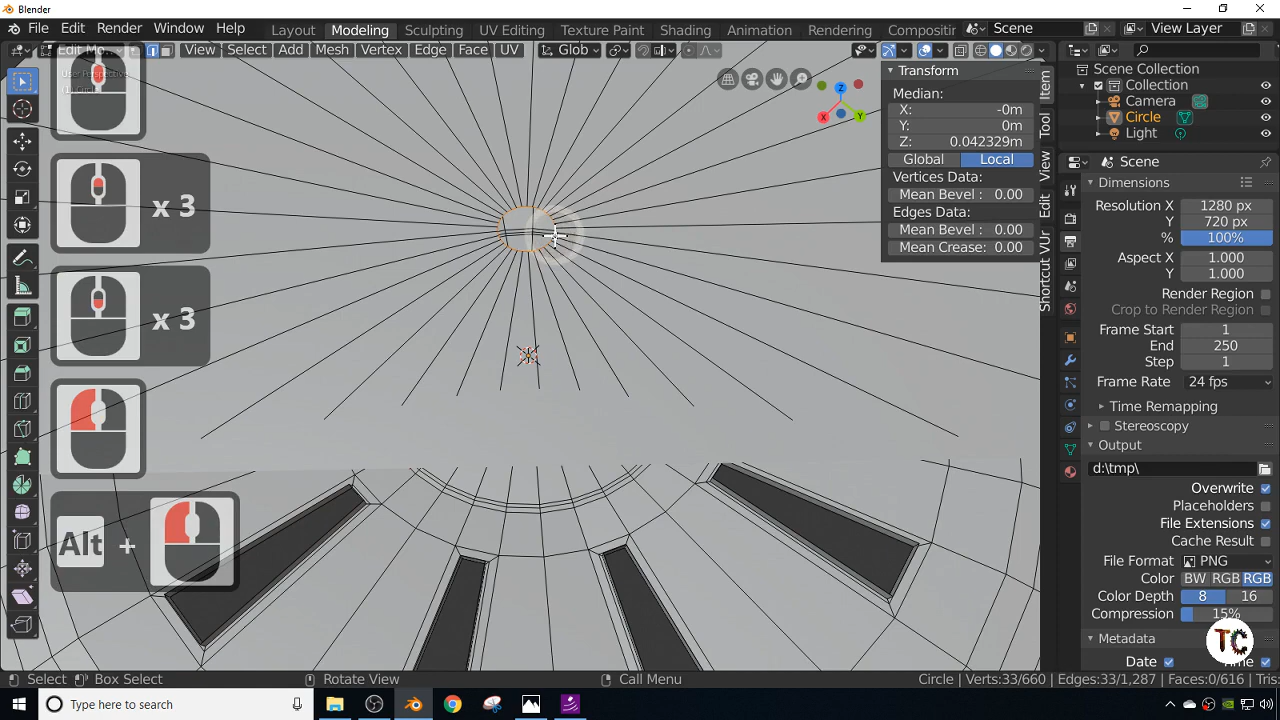 Blender
File Edit Render Window Help
Layout Modeling Sculpting UV Editing Texture Paint Shading Animation Rendering Compositir
Scene View Layer
Edit Mo... View Select Add Mesh Vertex Edge Face UV Glob
User Perspective
(1) Circle
Transform
Median:
X: -0m
Y: 0m
Z: 0.042329m
Global Local
Vertices Data:
Mean Bevel : 0.00
Edges Data:
Mean Bevel : 0.00
Mean Crease: 0.00
Item
Tool
View
Edit
Shortcut VUr
X Y Z
x 3
x 3
Alt +
Scene Collection
Collection
Camera
Circle
Light
Scene
Dimensions
Resolution X 1280 px
Y 720 px
% 100%
Aspect X 1.000
Y 1.000
Render Region
Crop to Render Region
Frame Start 1
End 250
Step 1
Frame Rate 24 fps
Time Remapping
Stereoscopy
Output
d:\tmp\
Overwrite
Placeholders
File Extensions
Cache Result
File Format PNG
Color BW RGB RGB
Color Depth 8 16
Compression 15%
Metadata
Date
TC
Select Box Select Rotate View Call Menu Circle | Verts:33/660 | Edges:33/1,287 | Faces:0/616 | Tris:
Type here to search